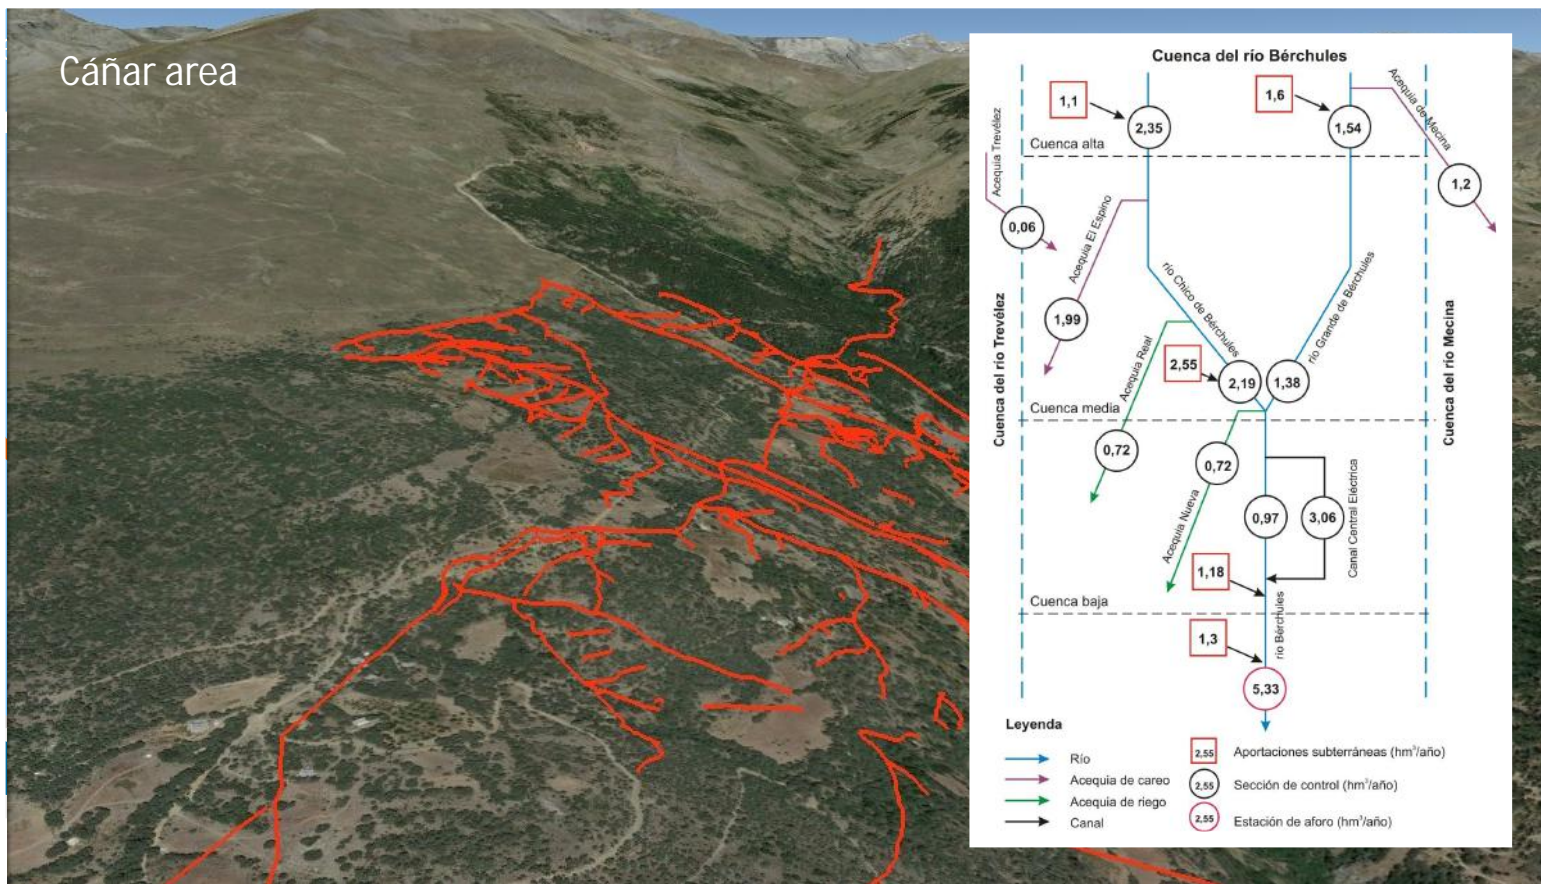 Cáñar area
Cuenca del río Bérchules
1,1
2,35
1,6
1,54
Acequia de Mecina
Cuenca alta
Acequia Trevélez
1,2
0,06
Acequia El Espino
1,99
río Chico de Bérchules
río Grande de Bérchules
Cuenca del río Trevélez
Cuenca del río Mecina
Acequia Real
2,55
2,19
1,38
Cuenca media
0,72
0,72
Acequia Nueva
0,97
3,06
Canal Central Eléctrica
1,18
Cuenca baja
río Bérchules
1,3
5,33
Leyenda
Río
Acequia de careo
Acequia de riego
Canal
2,55 Aportaciones subterráneas (hm³/año)
2,55 Sección de control (hm³/año)
2,55 Estación de aforo (hm³/año)